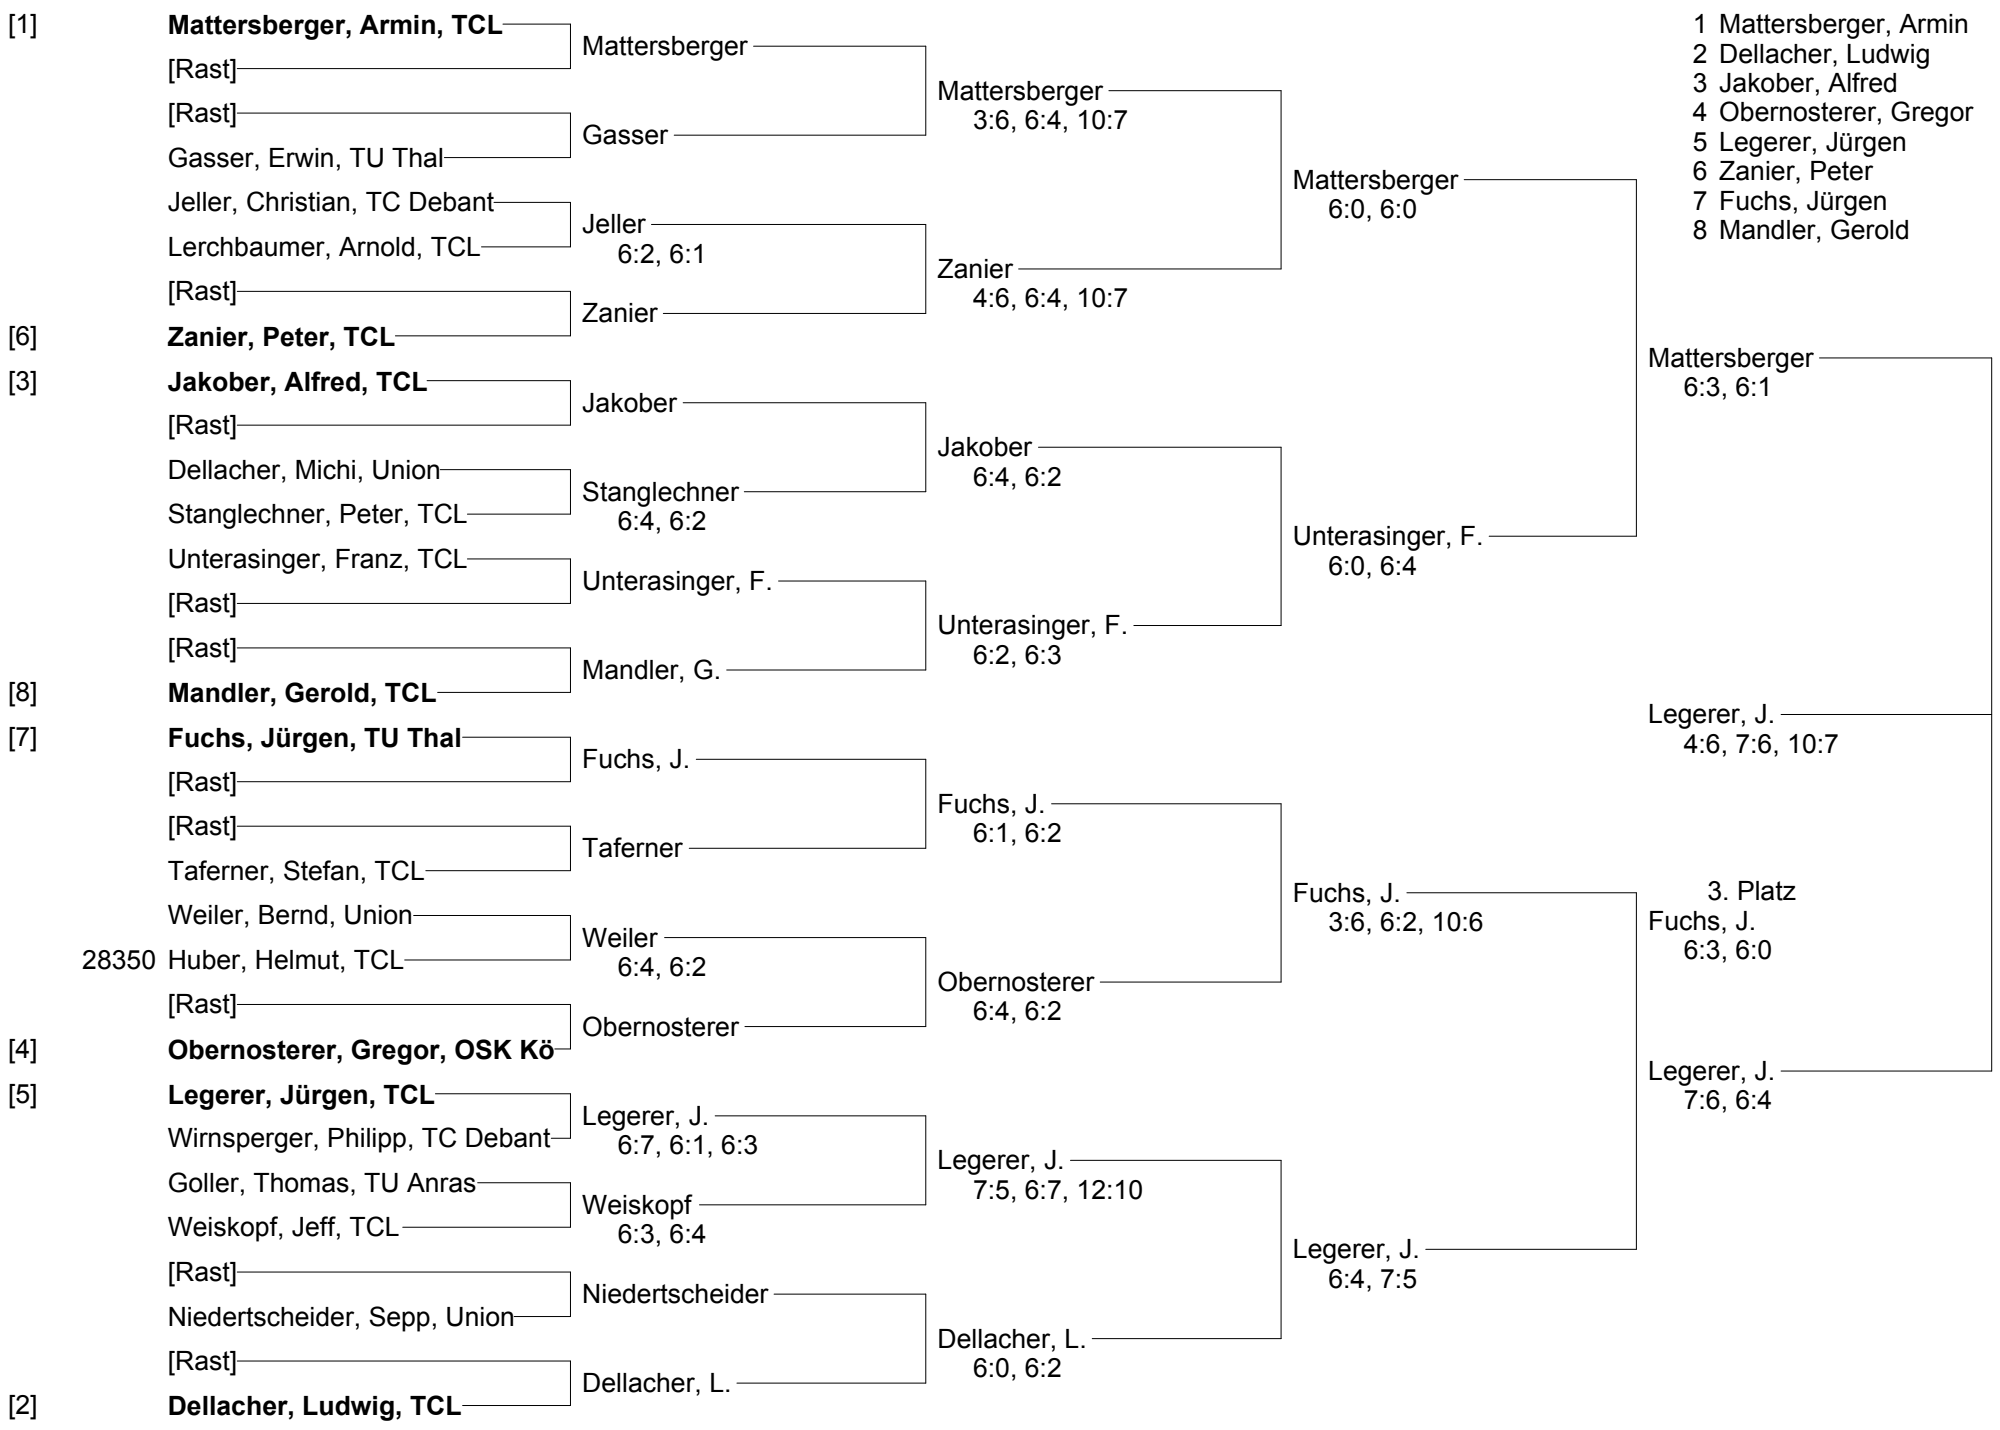 [1] Mattersberger, Armin, TCL
[Rast]
[Rast]
Gasser, Erwin, TU Thal
Jeller, Christian, TC Debant
Lerchbaumer, Arnold, TCL
[Rast]
[6] Zanier, Peter, TCL
[3] Jakober, Alfred, TCL
[Rast]
Dellacher, Michi, Union
Stanglechner, Peter, TCL
Unterasinger, Franz, TCL
[Rast]
[Rast]
[8] Mandler, Gerold, TCL
[7] Fuchs, Jürgen, TU Thal
[Rast]
[Rast]
Taferner, Stefan, TCL
Weiler, Bernd, Union
28350 Huber, Helmut, TCL
[Rast]
[4] Obernosterer, Gregor, OSK Kö
[5] Legerer, Jürgen, TCL
Wirnsperger, Philipp, TC Debant
Goller, Thomas, TU Anras
Weiskopf, Jeff, TCL
[Rast]
Niedertscheider, Sepp, Union
[Rast]
[2] Dellacher, Ludwig, TCL
Mattersberger
Gasser
Jeller
6:2, 6:1
Zanier
Jakober
Stanglechner
6:4, 6:2
Unterasinger, F.
Mandler, G.
Fuchs, J.
Taferner
Weiler
6:4, 6:2
Obernosterer
Legerer, J.
6:7, 6:1, 6:3
Weiskopf
6:3, 6:4
Niedertscheider
Dellacher, L.
Mattersberger
3:6, 6:4, 10:7
Zanier
4:6, 6:4, 10:7
Jakober
6:4, 6:2
Unterasinger, F.
6:2, 6:3
Fuchs, J.
6:1, 6:2
Obernosterer
6:4, 6:2
Legerer, J.
7:5, 6:7, 12:10
Dellacher, L.
6:0, 6:2
Mattersberger
6:0, 6:0
Unterasinger, F.
6:0, 6:4
Fuchs, J.
3:6, 6:2, 10:6
Legerer, J.
6:4, 7:5
1 Mattersberger, Armin
2 Dellacher, Ludwig
3 Jakober, Alfred
4 Obernosterer, Gregor
5 Legerer, Jürgen
6 Zanier, Peter
7 Fuchs, Jürgen
8 Mandler, Gerold
Mattersberger
6:3, 6:1
Legerer, J.
4:6, 7:6, 10:7
3. Platz
Fuchs, J.
6:3, 6:0
Legerer, J.
7:6, 6:4